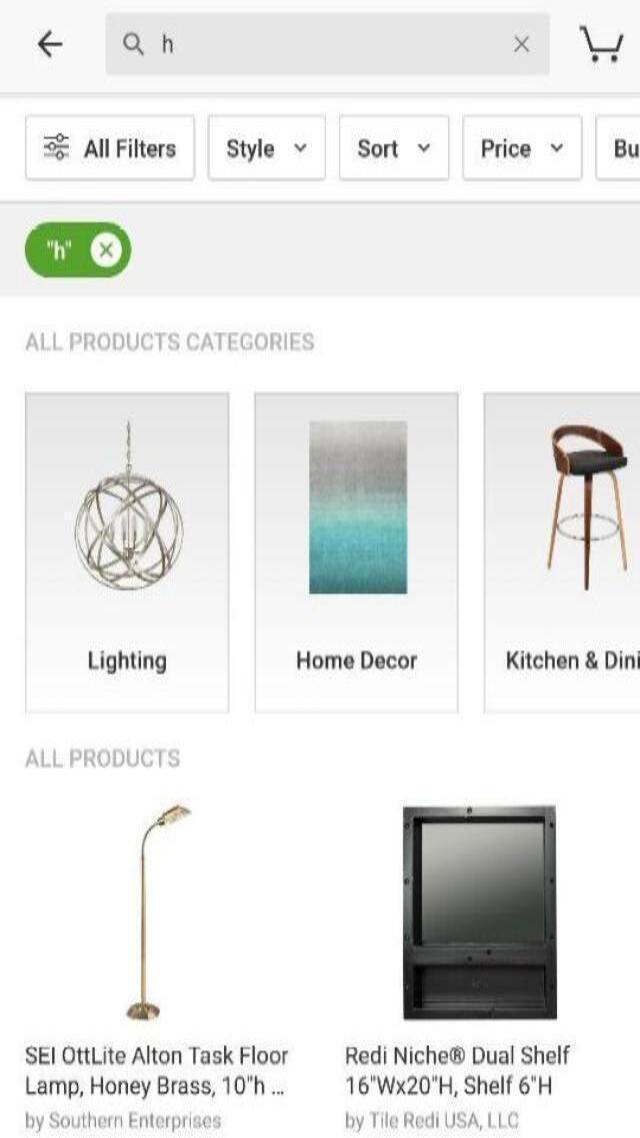 h
All Filters
Style
Sort
Price
Bu
"h"
ALL PRODUCTS CATEGORIES
Lighting
Home Decor
Kitchen & Dini
ALL PRODUCTS
SEI OttLite Alton Task Floor
Lamp, Honey Brass, 10"h ...
by Southern Enterprises
Redi Niche® Dual Shelf
16"Wx20"H, Shelf 6"H
by Tile Redi USA, LLC